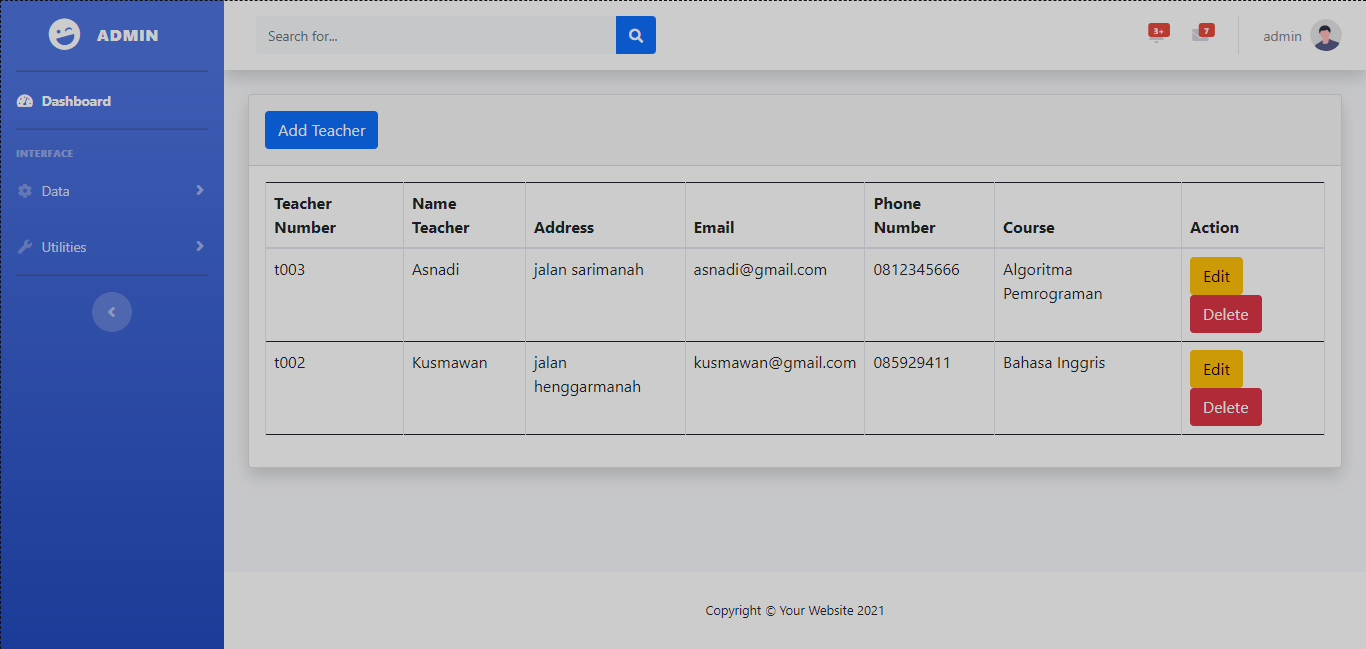 ADMIN
Dashboard
INTERFACE
Data
Utilities
Search for...
3+
7
admin
Add Teacher
Teacher Number
Name Teacher
Address
Email
Phone Number
Course
Action
t003
Asnadi
jalan sarimanah
asnadi@gmail.com
0812345666
Algoritma
Pemrograman
Edit
Delete
t002
Kusmawan
jalan
henggarmanah
kusmawan@gmail.com
085929411
Bahasa Inggris
Edit
Delete
Copyright © Your Website 2021